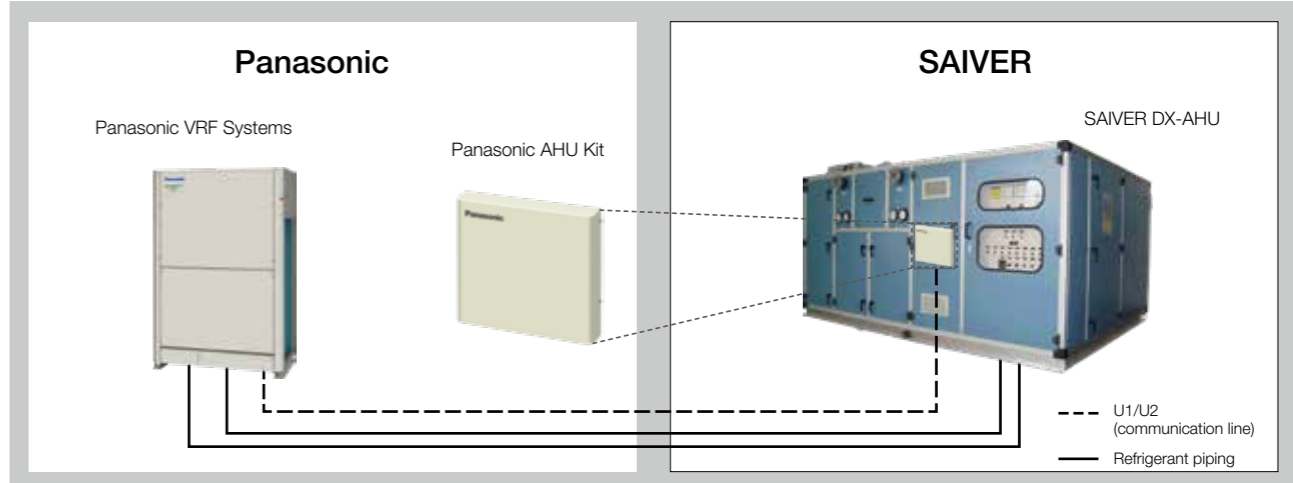 Panasonic
SAIVER
Panasonic VRF Systems
Panasonic AHU Kit
SAIVER DX-AHU
Panasonic
Panasonic
U1/U2
(communication line)
Refrigerant piping